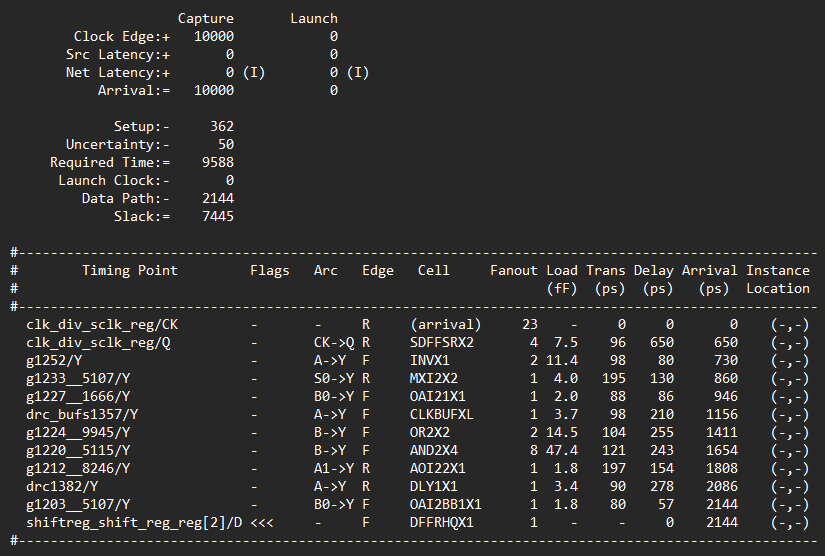 Capture       Launch
        Clock Edge:+   10000            0
       Src Latency:+       0            0
       Net Latency:+       0 (I)        0 (I)
           Arrival:=   10000            0

             Setup:-     362
       Uncertainty:-      50
     Required Time:=    9588
      Launch Clock:-       0
         Data Path:-    2144
             Slack:=    7445

#----------------------------------------------------------------------------------------------------
#        Timing Point         Flags   Arc   Edge   Cell     Fanout Load Trans Delay Arrival Instance
#                                                                  (fF)  (ps)  (ps)   (ps)  Location
#----------------------------------------------------------------------------------------------------
  clk_div_sclk_reg/CK         -       -     R     (arrival)     23    -     0     0       0    (-,-)
  clk_div_sclk_reg/Q          -       CK->Q R     SDFFSRX2       4  7.5    96   650     650    (-,-)
  g1252/Y                     -       A->Y  F     INVX1          2 11.4    98    80     730    (-,-)
  g1233__5107/Y               -       S0->Y R     MXI2X2         1  4.0   195   130     860    (-,-)
  g1227__1666/Y               -       B0->Y F     OAI21X1        1  2.0    88    86     946    (-,-)
  drc_bufs1357/Y              -       A->Y  F     CLKBUFXL       1  3.7    98   210    1156    (-,-)
  g1224__9945/Y               -       B->Y  F     OR2X2          2 14.5   104   255    1411    (-,-)
  g1220__5115/Y               -       B->Y  F     AND2X4         8 47.4   121   243    1654    (-,-)
  g1212__8246/Y               -       A1->Y R     AOI22X1        1  1.8   197   154    1808    (-,-)
  drc1382/Y                   -       A->Y  R     DLY1X1         1  3.4    90   278    2086    (-,-)
  g1203__5107/Y               -       B0->Y F     OAI2BB1X1      1  1.8    80    57    2144    (-,-)
  shiftreg_shift_reg_reg[2]/D <<<     -     F     DFFRHQX1       1    -     -     0    2144    (-,-)
#----------------------------------------------------------------------------------------------------